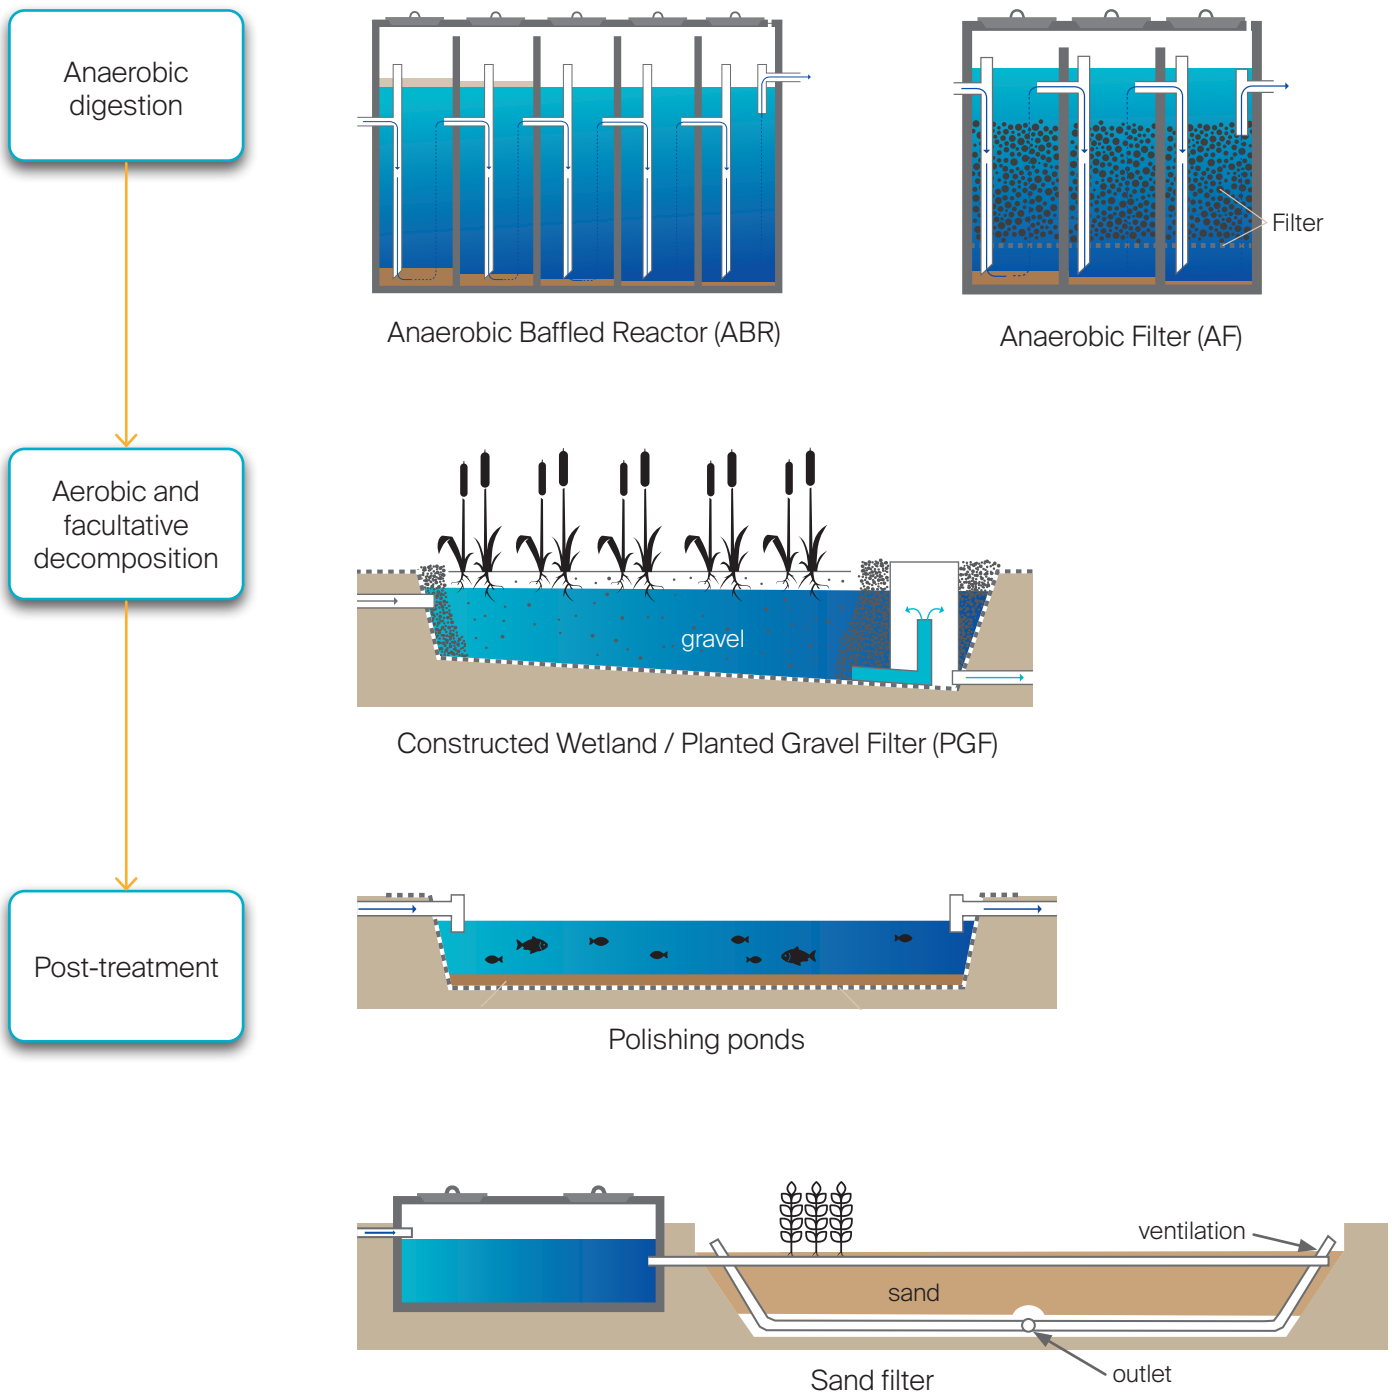 Anaerobic
digestion
Filter
Anaerobic Baffled Reactor (ABR)
Anaerobic Filter (AF)
Aerobic and
facultative
decomposition
gravel
Constructed Wetland / Planted Gravel Filter (PGF)
Post-treatment
Polishing ponds
ventilation
sand
outlet
Sand filter